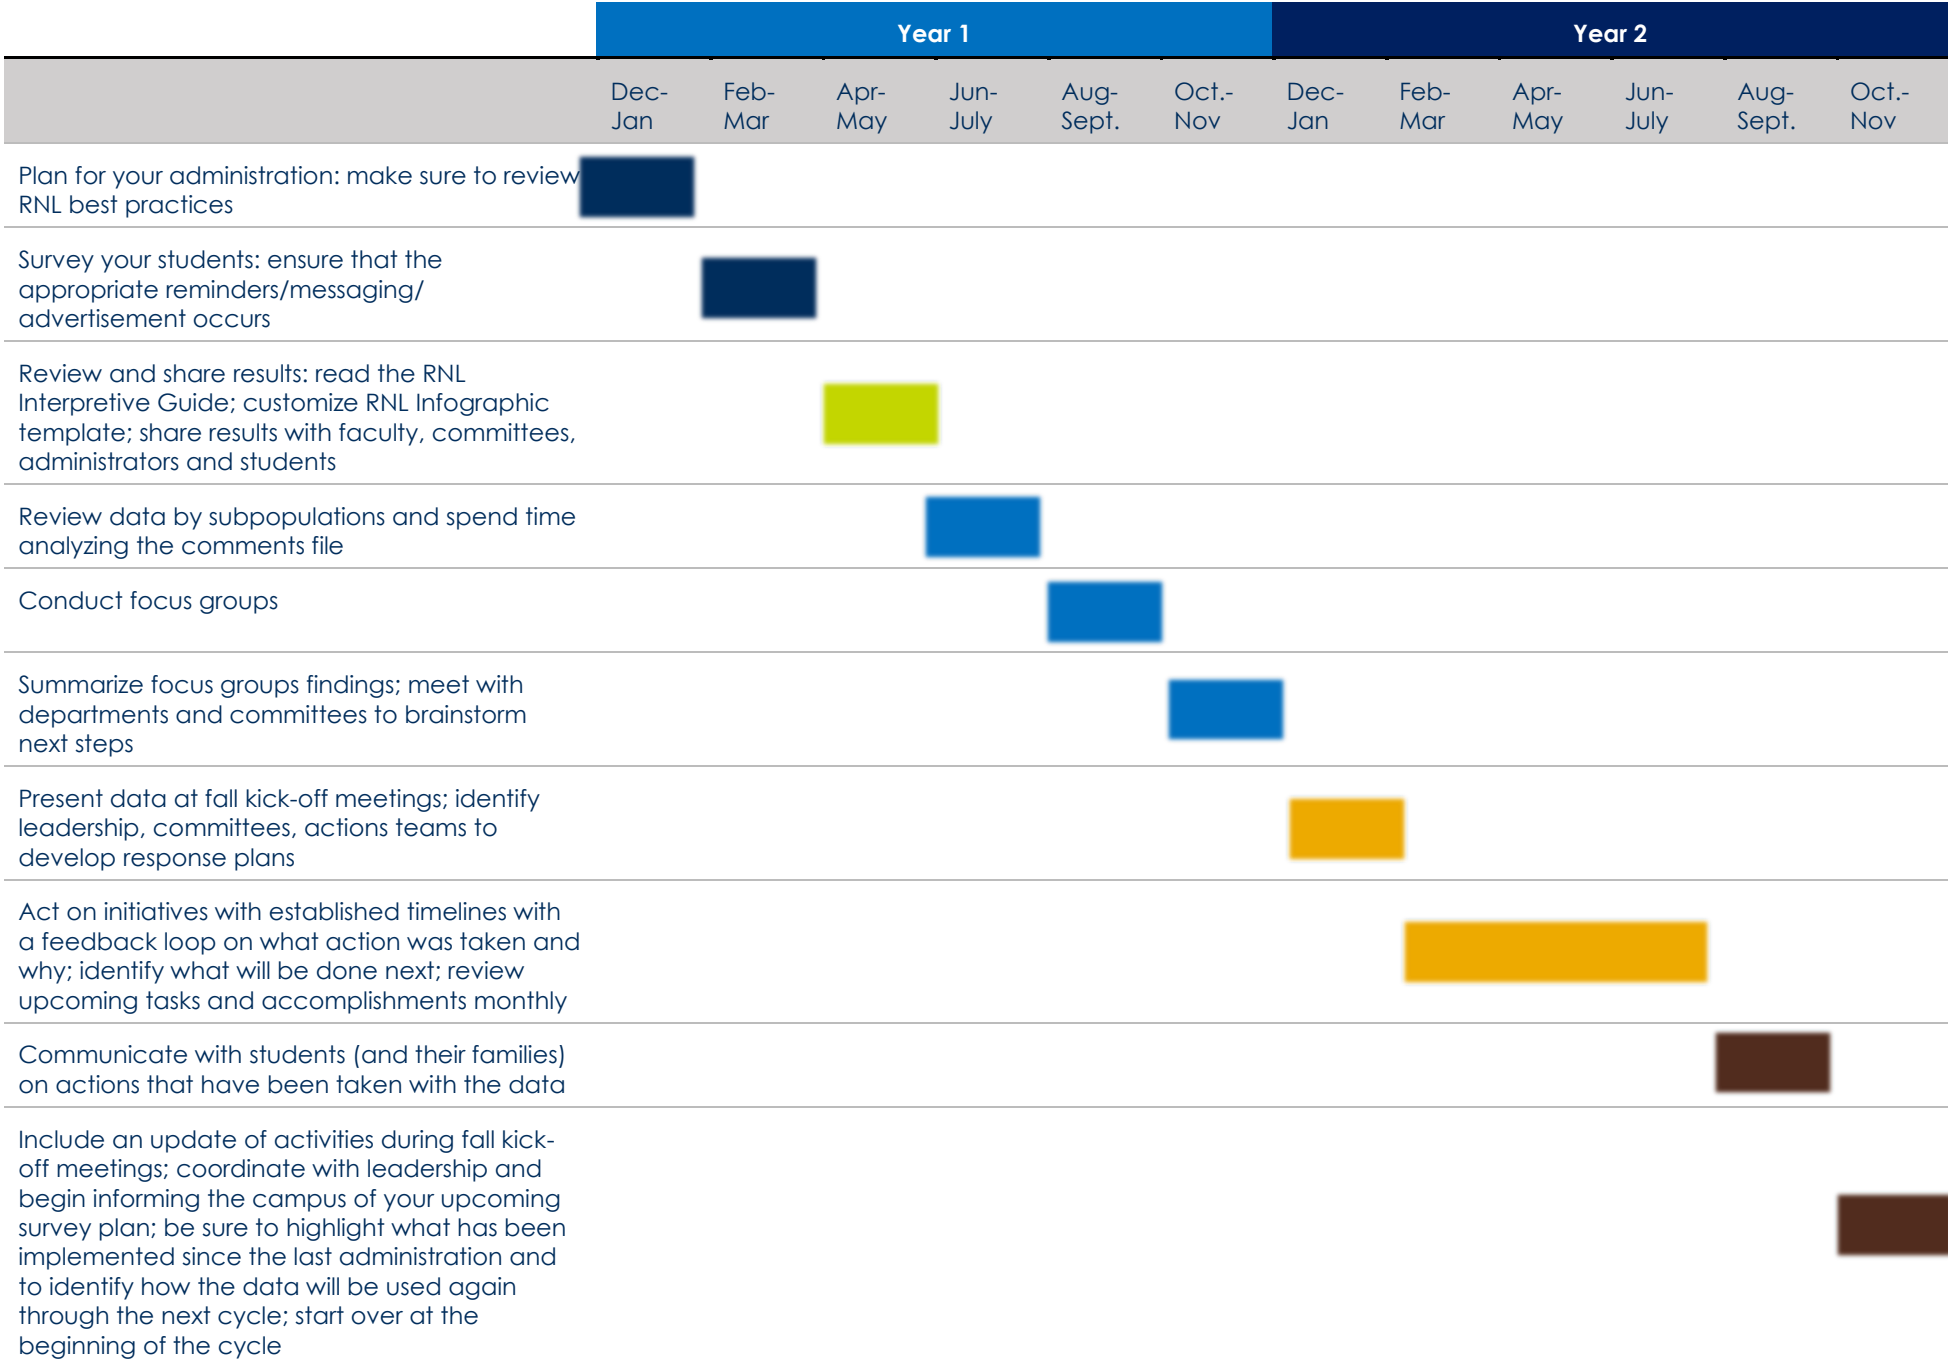 Year 1 Year 2
Dec- Feb- Apr- Jun- Aug- Oct.- Dec- Feb- Apr- Jun- Aug- Oct.-
Jan Mar May July Sept. Nov Jan Mar May July Sept. Nov
Plan for your administration: make sure to review
RNL best practices
Survey your students: ensure that the
appropriate reminders/messaging/
advertisement occurs
Review and share results: read the RNL
Interpretive Guide; customize RNL Infographic
template; share results with faculty, committees,
administrators and students
Review data by subpopulations and spend time
analyzing the comments file
Conduct focus groups
Summarize focus groups findings; meet with
departments and committees to brainstorm
next steps
Present data at fall kick-off meetings; identify
leadership, committees, actions teams to
develop response plans
Act on initiatives with established timelines with
a feedback loop on what action was taken and
why; identify what will be done next; review
upcoming tasks and accomplishments monthly
Communicate with students (and their families)
on actions that have been taken with the data
Include an update of activities during fall kick-
off meetings; coordinate with leadership and
begin informing the campus of your upcoming
survey plan; be sure to highlight what has been
implemented since the last administration and
to identify how the data will be used again
through the next cycle; start over at the
beginning of the cycle